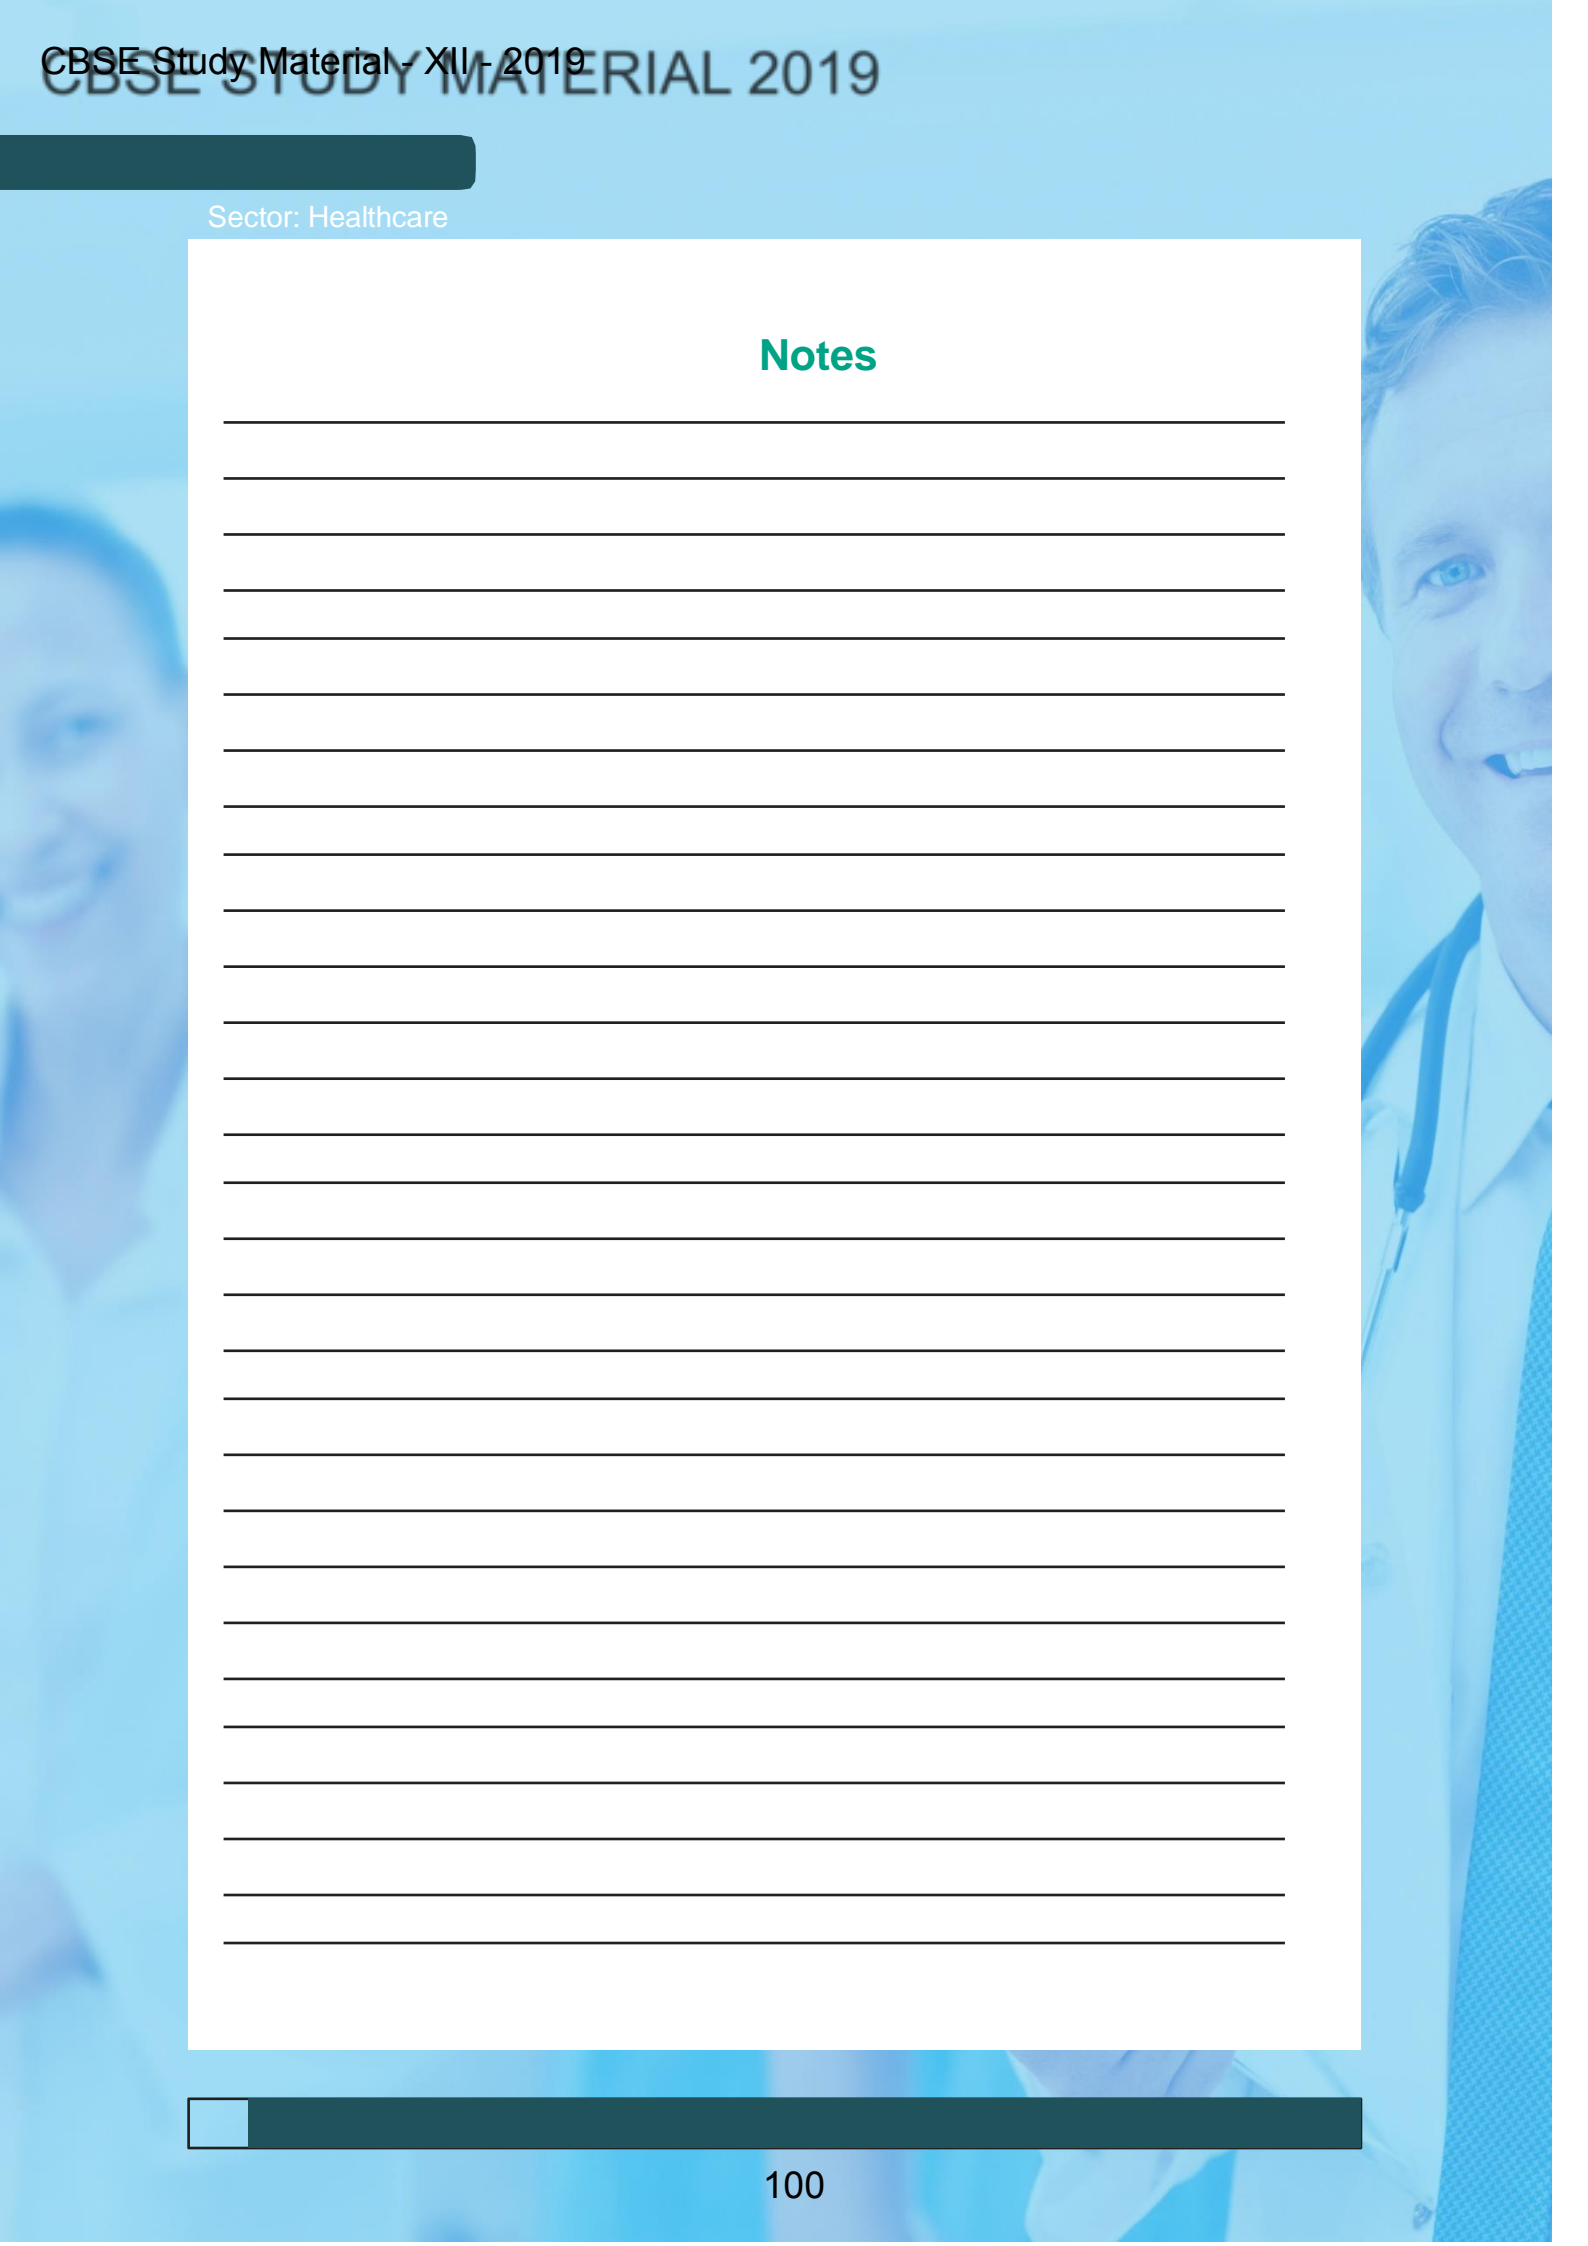 CBSE Study Material - XII - 2019
CBSE STUDY MATERIAL 2019
Sector: Healthcare
Notes
100